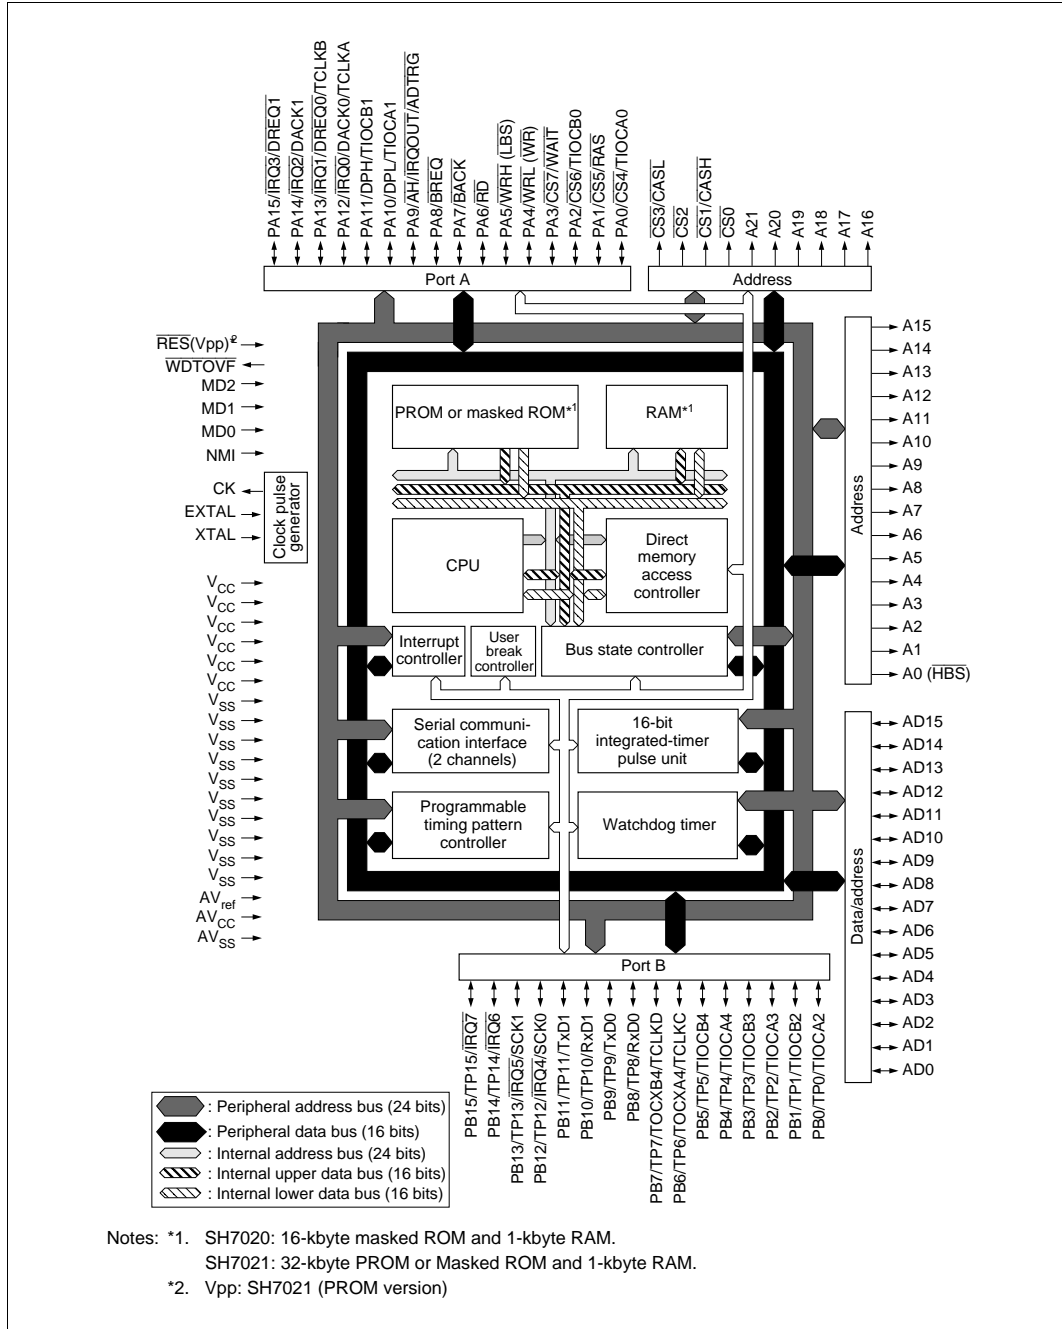 PA15/IRQ3/DREQ1
PA14/IRQ2/DACK1
PA13/IRQ1/DREQ0/TCLKB
PA12/IRQ0/DACK0/TCLKA
PA11/DPH/TIOCB1
PA10/DPL/TIOCA1
PA9/AH/IRQOUT/ADTRG
PA8/BREQ
PA7/BACK
PA6/RD
PA5/WRH (LBS)
PA4/WRL (WR)
PA3/CS7/WAIT
PA2/CS6/TIOCB0
PA1/CS5/RAS
PA0/CS4/TIOCA0
CS3/CASL
CS2
CS1/CASH
CS0
A21
A20
A19
A18
A17
A16
Port A
Address
RES(Vpp)*2
WDTOVF
MD2
MD1
MD0
NMI
CK
EXTAL
XTAL
Clock pulse
generator
VCC
VCC
VCC
VCC
VCC
VCC
VSS
VSS
VSS
VSS
VSS
VSS
VSS
VSS
VSS
VSS
AVref
AVCC
AVSS
PROM or masked ROM*1
RAM*1
CPU
Direct
memory
access
controller
Interrupt
controller
User
break
controller
Bus state controller
Serial communi-
cation interface
(2 channels)
16-bit
integrated-timer
pulse unit
Programmable
timing pattern
controller
Watchdog timer
Address
A15
A14
A13
A12
A11
A10
A9
A8
A7
A6
A5
A4
A3
A2
A1
A0 (HBS)
Data/address
AD15
AD14
AD13
AD12
AD11
AD10
AD9
AD8
AD7
AD6
AD5
AD4
AD3
AD2
AD1
AD0
Port B
PB15/TP15/IRQ7
PB14/TP14/IRQ6
PB13/TP13/IRQ5/SCK1
PB12/TP12/IRQ4/SCK0
PB11/TP11/TxD1
PB10/TP10/RxD1
PB9/TP9/TxD0
PB8/TP8/RxD0
PB7/TP7/TOCXB4/TCLKD
PB6/TP6/TOCXA4/TCLKC
PB5/TP5/TIOCB4
PB4/TP4/TIOCA4
PB3/TP3/TIOCB3
PB2/TP2/TIOCA3
PB1/TP1/TIOCB2
PB0/TP0/TIOCA2
: Peripheral address bus (24 bits)
: Peripheral data bus (16 bits)
: Internal address bus (24 bits)
: Internal upper data bus (16 bits)
: Internal lower data bus (16 bits)
Notes: *1. SH7020: 16-kbyte masked ROM and 1-kbyte RAM.
SH7021: 32-kbyte PROM or Masked ROM and 1-kbyte RAM.
*2. Vpp: SH7021 (PROM version)